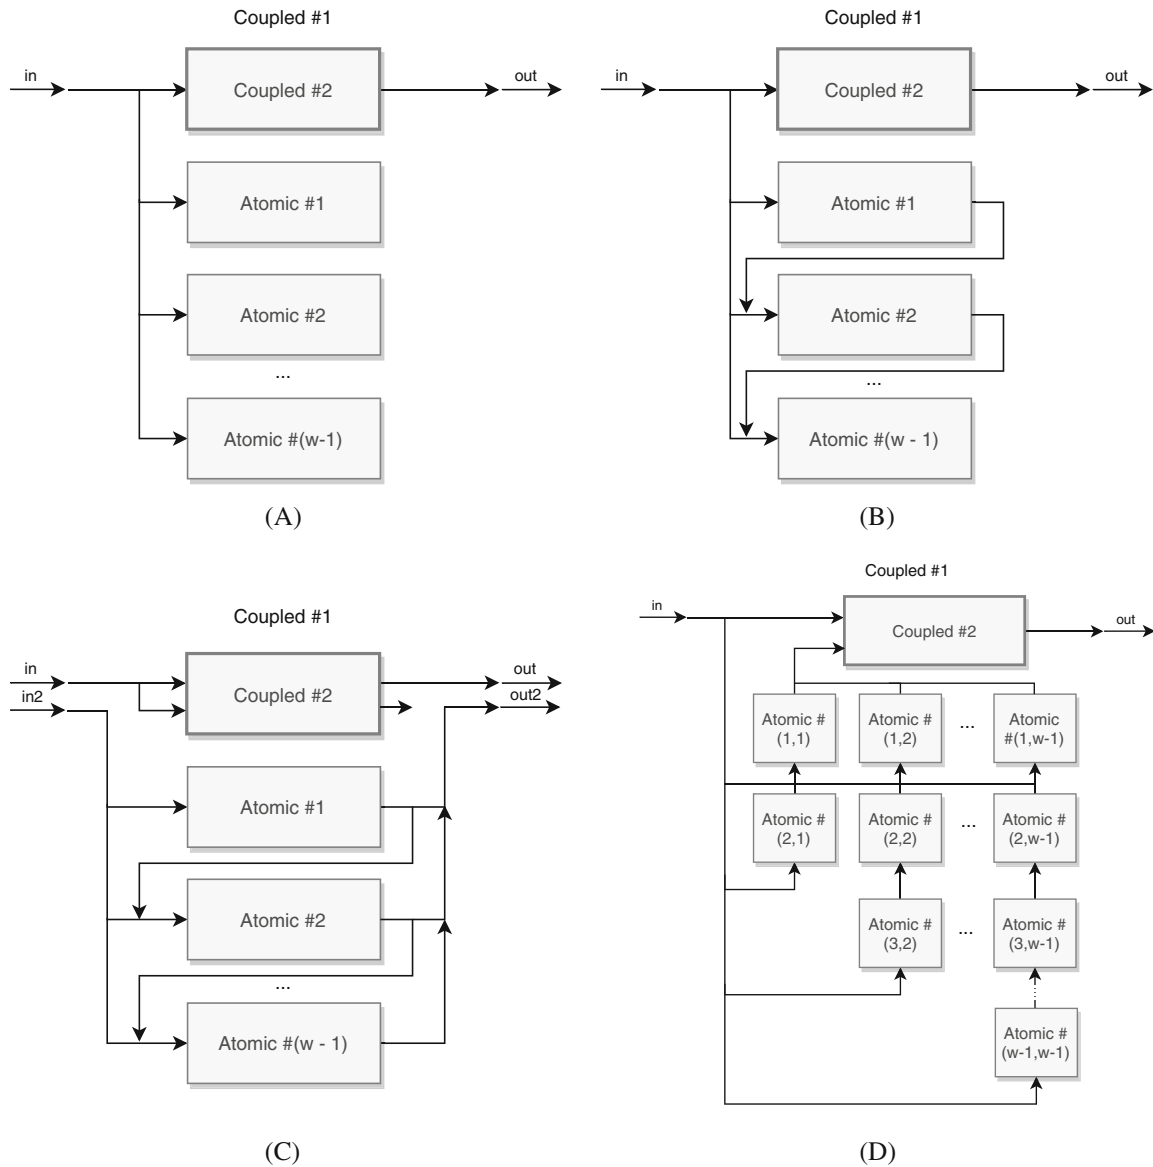 Coupled #1
in
Coupled #2
out
Atomic #1
Atomic #2
...
Atomic #(w-1)
(A)
Coupled #1
in
Coupled #2
out
Atomic #1
Atomic #2
...
Atomic #(w - 1)
(B)
Coupled #1
in
in2
Coupled #2
out
out2
Atomic #1
Atomic #2
...
Atomic #(w - 1)
(C)
Coupled #1
in
Coupled #2
out
Atomic #
(1,1)
Atomic #
(1,2)
...
Atomic
#(1,w-1)
Atomic #
(2,1)
Atomic #
(2,2)
...
Atomic #
(2,w-1)
Atomic #
(3,2)
...
Atomic #
(3,w-1)
Atomic #
(w-1,w-1)
(D)